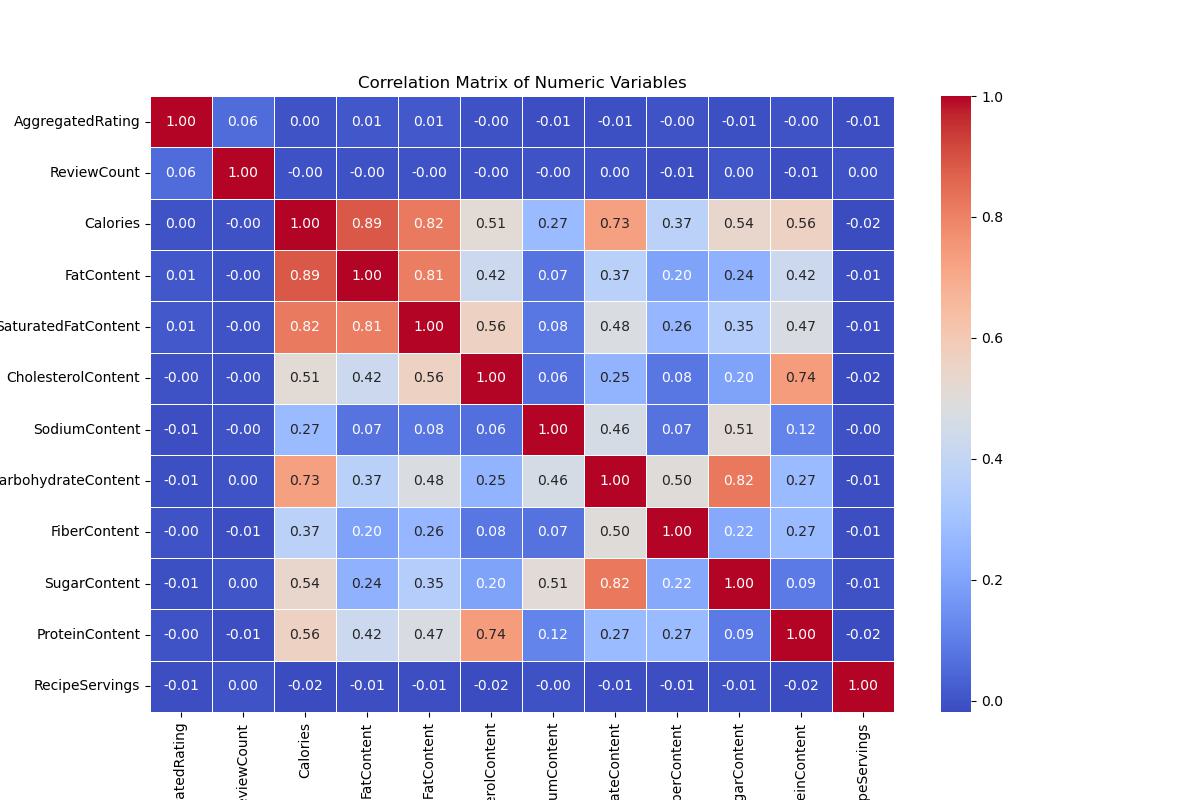 Correlation Matrix of Numeric Variables
AggregatedRating 1.00 0.06 0.00 0.01 0.01 -0.00 -0.01 -0.01 -0.00 -0.01 -0.00 -0.01
ReviewCount 0.06 1.00 -0.00 -0.00 -0.00 -0.00 -0.00 0.00 -0.01 0.00 -0.01 0.00
Calories 0.00 -0.00 1.00 0.89 0.82 0.51 0.27 0.73 0.37 0.54 0.56 -0.02
FatContent 0.01 -0.00 0.89 1.00 0.81 0.42 0.07 0.37 0.20 0.24 0.42 -0.01
SaturatedFatContent 0.01 -0.00 0.82 0.81 1.00 0.56 0.08 0.48 0.26 0.35 0.47 -0.01
CholesterolContent -0.00 -0.00 0.51 0.42 0.56 1.00 0.06 0.25 0.08 0.20 0.74 -0.02
SodiumContent -0.01 -0.00 0.27 0.07 0.08 0.06 1.00 0.46 0.07 0.51 0.12 -0.00
arbohydrateContent -0.01 0.00 0.73 0.37 0.48 0.25 0.46 1.00 0.50 0.82 0.27 -0.01
FiberContent -0.00 -0.01 0.37 0.20 0.26 0.08 0.07 0.50 1.00 0.22 0.27 -0.01
SugarContent -0.01 0.00 0.54 0.24 0.35 0.20 0.51 0.82 0.22 1.00 0.09 -0.01
ProteinContent -0.00 -0.01 0.56 0.42 0.47 0.74 0.12 0.27 0.27 0.09 1.00 -0.02
RecipeServings -0.01 0.00 -0.02 -0.01 -0.01 -0.02 -0.00 -0.01 -0.01 -0.01 -0.02 1.00
atedRating
viewCount
Calories
FatContent
FatContent
erolContent
umContent
ateContent
berContent
garContent
einContent
peServings
1.0
0.8
0.6
0.4
0.2
0.0